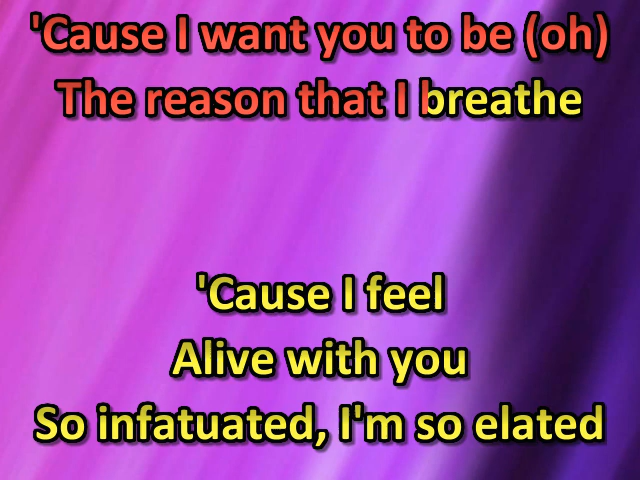 'Cause I want you to be (oh)
The reason that I breathe
'Cause I feel
Alive with you
So infatuated, I'm so elated